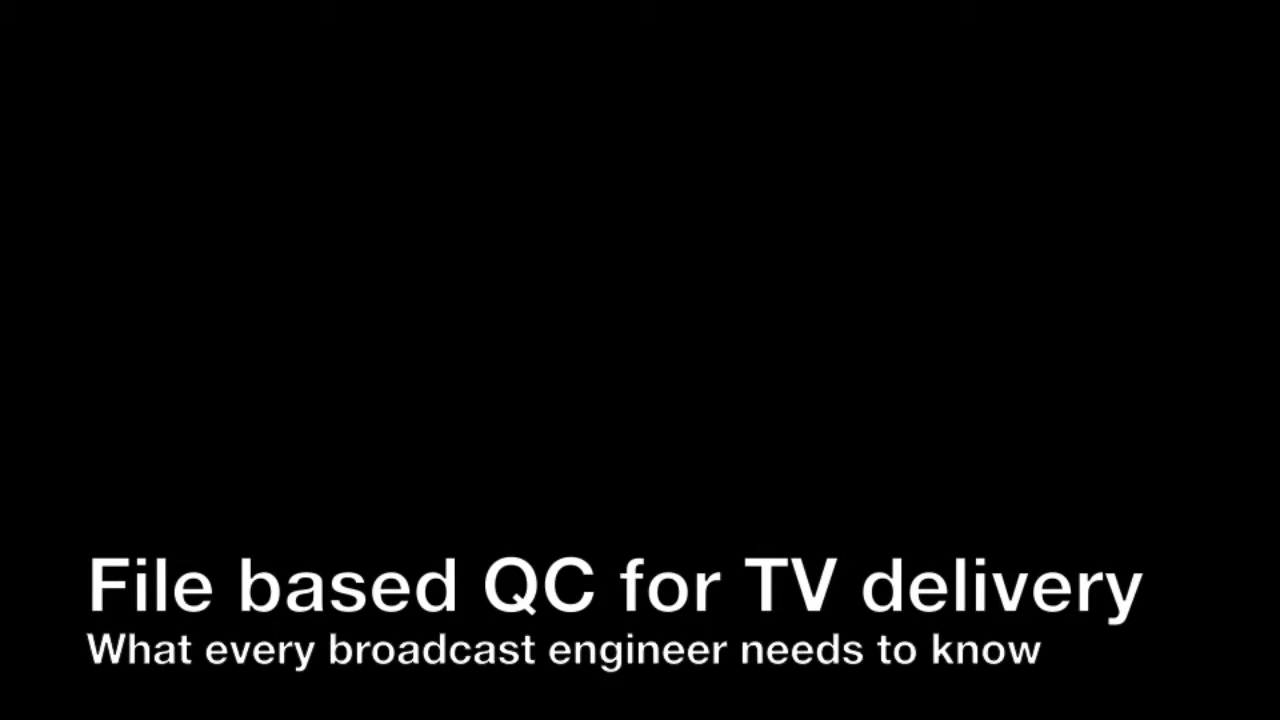 File based QC for TV delivery
What every broadcast engineer needs to know